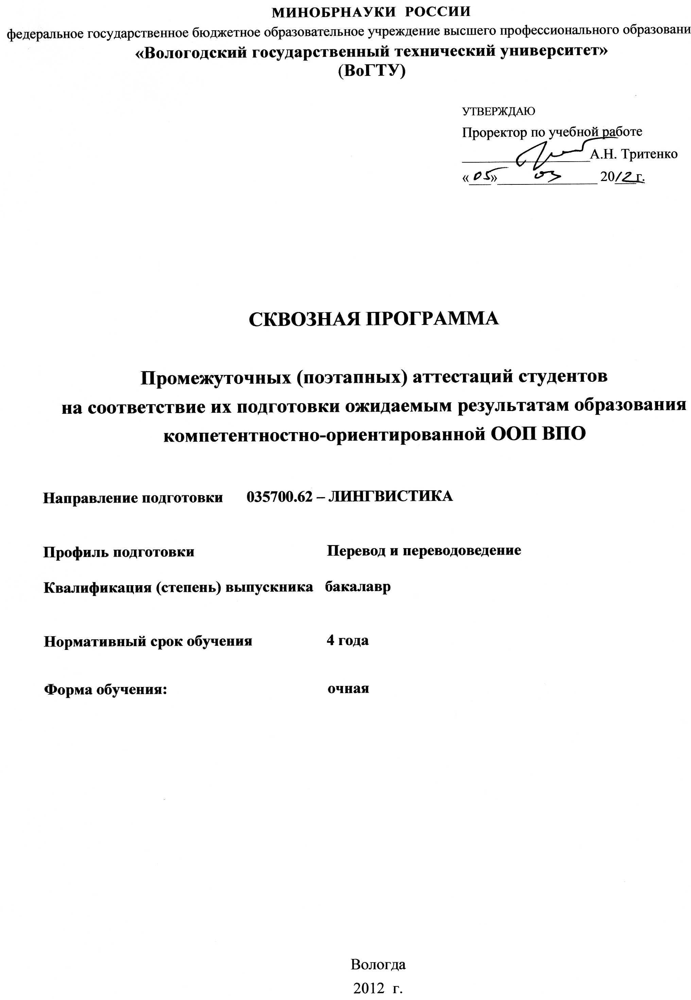 МИНОБРНАУКИ РОССИИ
федеральное государственное бюджетное образовательное учреждение высшего профессионального образовани
«Вологодский государственный технический университет»
(ВоГТУ)
УТВЕРЖДАЮ
Проректор по учебной работе
А.Н. Тритенко
«05» 03 2012 г.
СКВОЗНАЯ ПРОГРАММА
Промежуточных (поэтапных) аттестаций студентов
на соответствие их подготовки ожидаемым результатам образования
компетентностно-ориентированной ООП ВПО
Направление подготовки 035700.62 – ЛИНГВИСТИКА
Профиль подготовки Перевод и переводоведение
Квалификация (степень) выпускника бакалавр
Нормативный срок обучения 4 года
Форма обучения: очная
Вологда
2012 г.